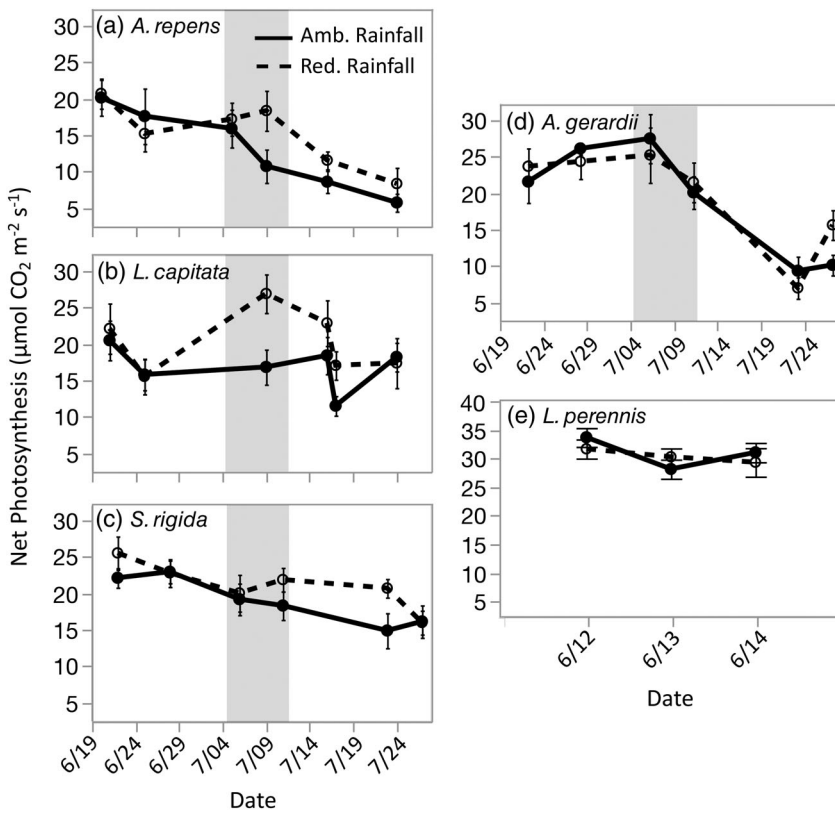 Net Photosynthesis (μmol CO₂ m⁻² s⁻¹)
(a) A. repens
Amb. Rainfall
Red. Rainfall
30
25
20
15
10
5
(b) L. capitata
30
25
20
15
10
5
(c) S. rigida
30
25
20
15
10
5
6/19 6/24 6/29 7/04 7/09 7/14 7/19 7/24
Date
(d) A. gerardii
30
25
20
15
10
5
6/19 6/24 6/29 7/04 7/09 7/14 7/19 7/24
(e) L. perennis
40
35
30
25
20
15
10
5
6/12 6/13 6/14
Date